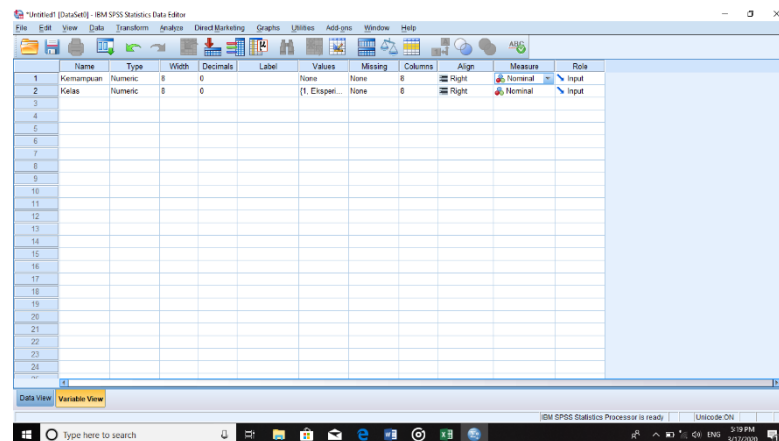 *Untitled1 [DataSet0] - IBM SPSS Statistics Data Editor
File Edit View Data Transform Analyze Direct Marketing Graphs Utilities Add-ons Window Help
Name Type Width Decimals Label Values Missing Columns Align Measure Role
1 Kemampuan Numeric 8 0 None None 8 Right Nominal Input
2 Kelas Numeric 8 0 {1, Eksperi... None 8 Right Nominal Input
3
4
5
6
7
8
9
10
11
12
13
14
15
16
17
18
19
20
21
22
23
24
Data View Variable View
IBM SPSS Statistics Processor is ready Unicode:ON
Type here to search ENG 5:19 PM
3/17/2020